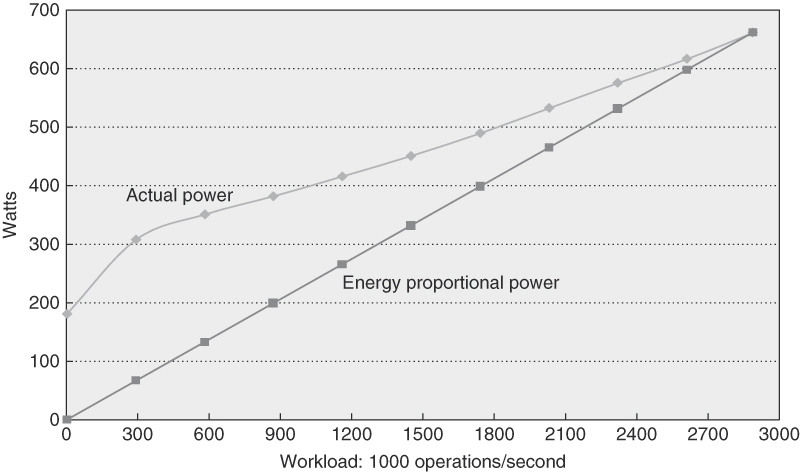 700
600
500
400
300
200
100
0
Watts
Actual power
Energy proportional power
0 300 600 900 1200 1500 1800 2100 2400 2700 3000
Workload: 1000 operations/second